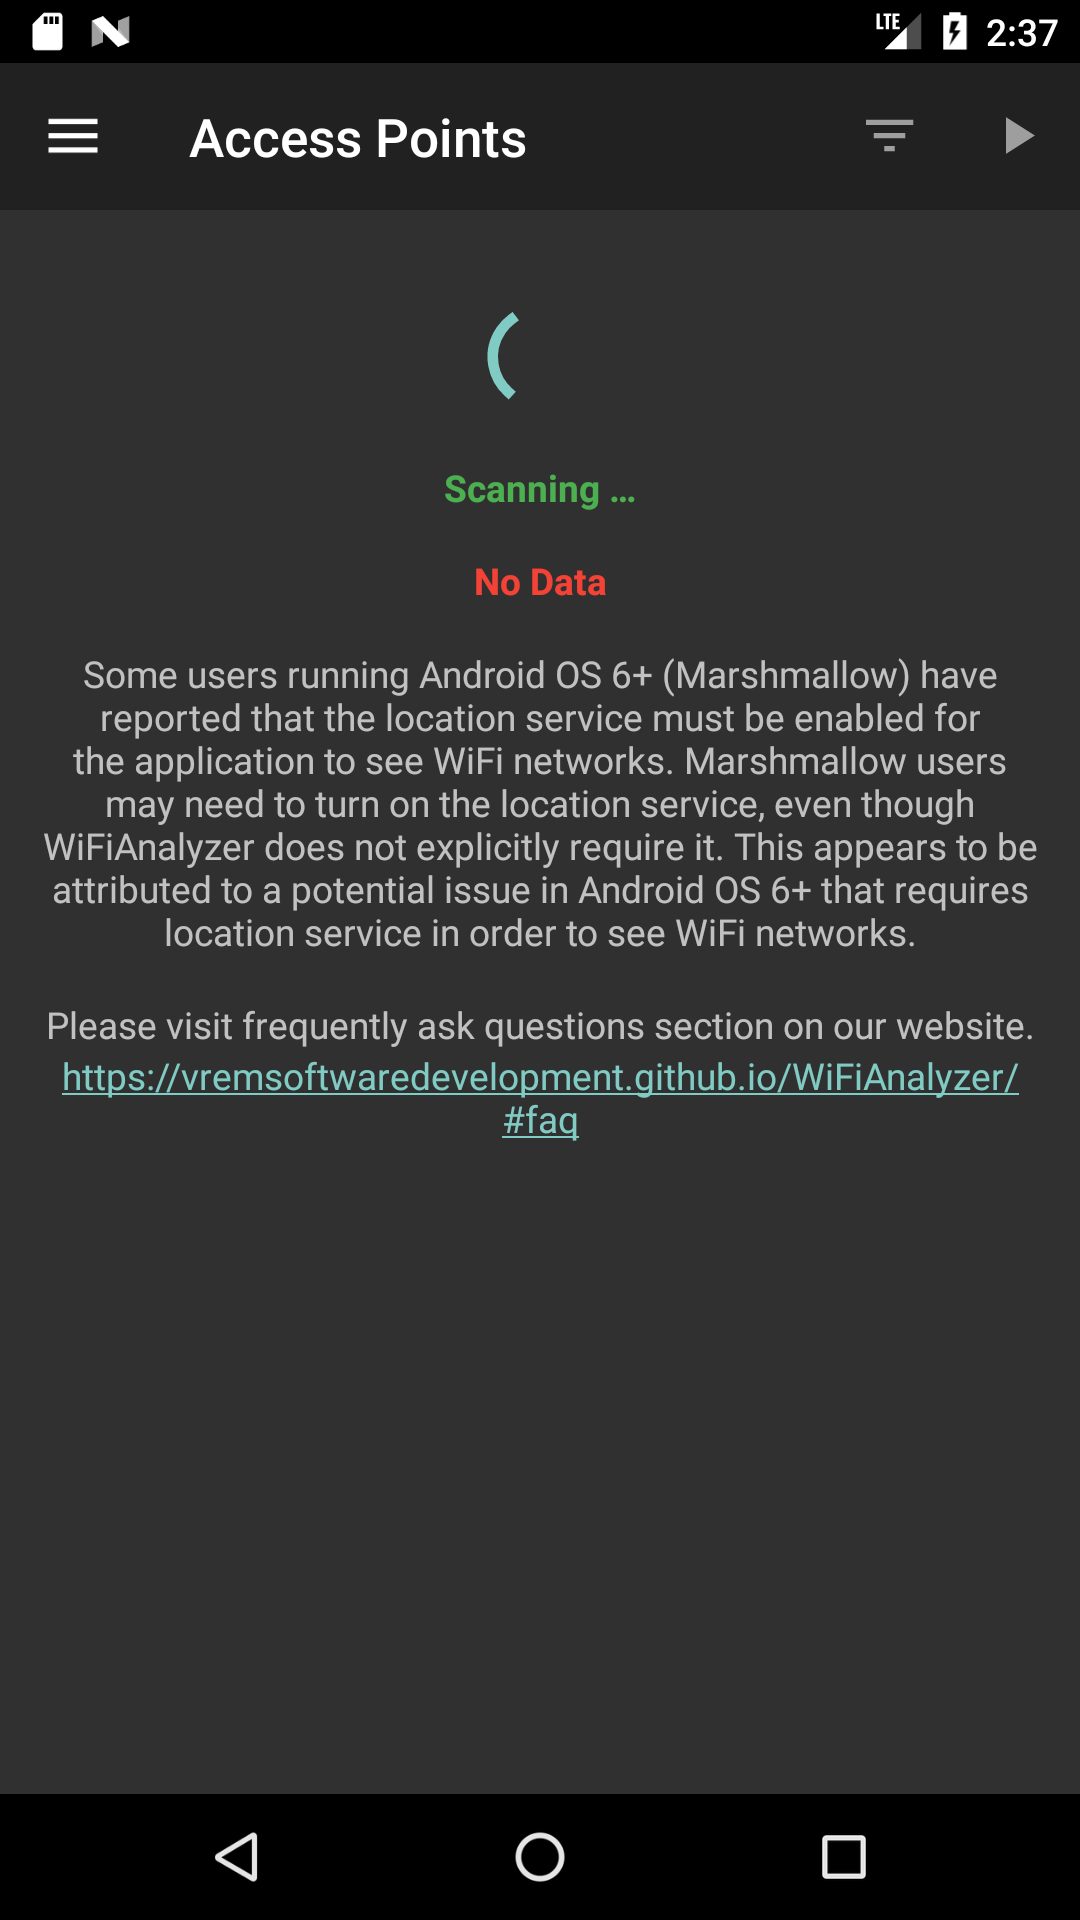 LTE 2:37
Access Points
Scanning ...
No Data
Some users running Android OS 6+ (Marshmallow) have
reported that the location service must be enabled for
the application to see WiFi networks. Marshmallow users
may need to turn on the location service, even though
WiFiAnalyzer does not explicitly require it. This appears to be
attributed to a potential issue in Android OS 6+ that requires
location service in order to see WiFi networks.
Please visit frequently ask questions section on our website.
https://vremsoftwaredevelopment.github.io/WiFiAnalyzer/
#faq